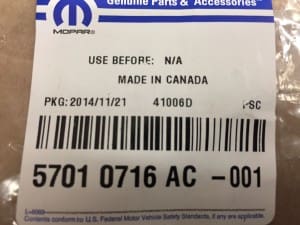 Genuine Parts & Accessories™
MOPAR®
USE BEFORE: N/A
MADE IN CANADA
PKG: 2014/11/21 41006D
5701 0716 AC -001
Contents conform to U.S. Federal Motor Vehicle Safety Standards, if any are applicable.